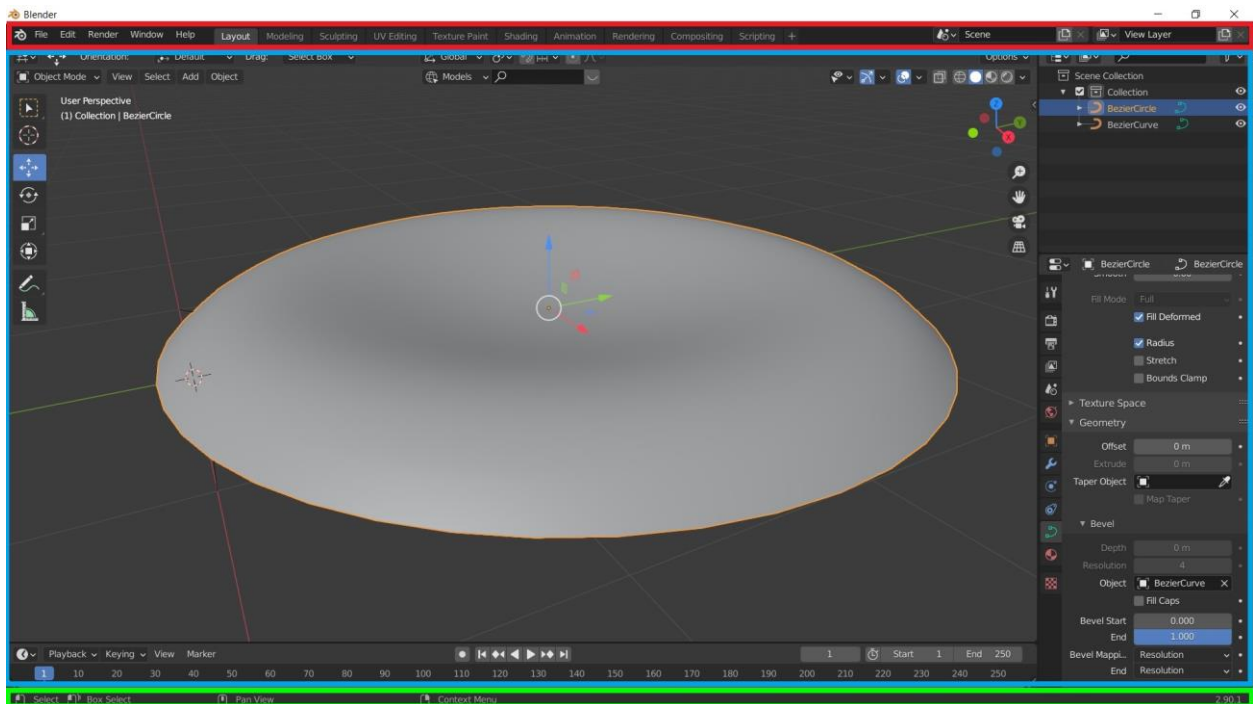 Blender
File Edit Render Window Help Layout Modeling Sculpting UV Editing Texture Paint Shading Animation Rendering Compositing Scripting + Scene View Layer
Orientation: Default Drag: Select Box Global Options
Object Mode View Select Add Object Models
User Perspective
(1) Collection | BezierCircle
Z
Y
X
Scene Collection
Collection
BezierCircle
BezierCurve
BezierCircle BezierCircle
Smooth 0.00
Fill Mode Full
Fill Deformed
Radius
Stretch
Bounds Clamp
Texture Space
Geometry
Offset 0 m
Extrude 0 m
Taper Object
Map Taper
Bevel
Depth 0 m
Resolution 4
Object BezierCurve
Fill Caps
Bevel Start 0.000
End 1.000
Bevel Mappi... Resolution
End Resolution
Playback Keying View Marker 1 Start 1 End 250
1 10 20 30 40 50 60 70 80 90 100 110 120 130 140 150 160 170 180 190 200 210 220 230 240 250
Select Box Select Pan View Context Menu 2.90.1